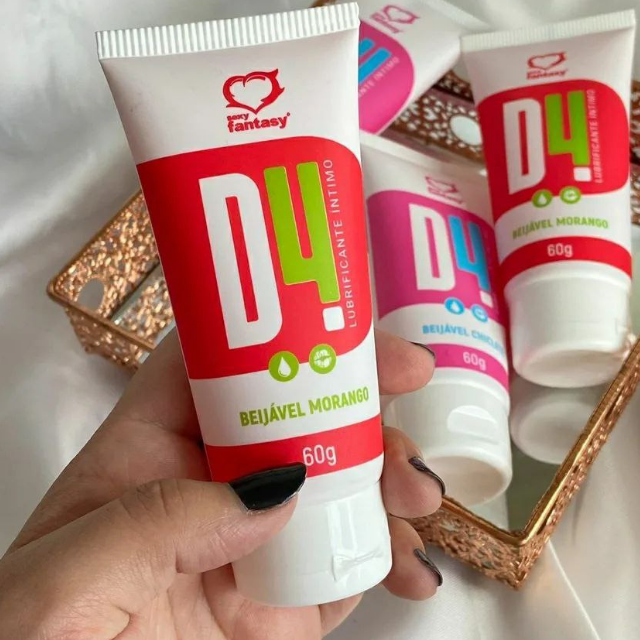 sexy
fantasy
D4
LUBRIFICANTE ÍNTIMO
BEIJÁVEL MORANGO
60g
sexy
fantasy
D4
LUBRIFICANTE ÍNTIMO
BEIJÁVEL MORANGO
60g
D4
BEIJÁVEL
60g
ÍNTIMO